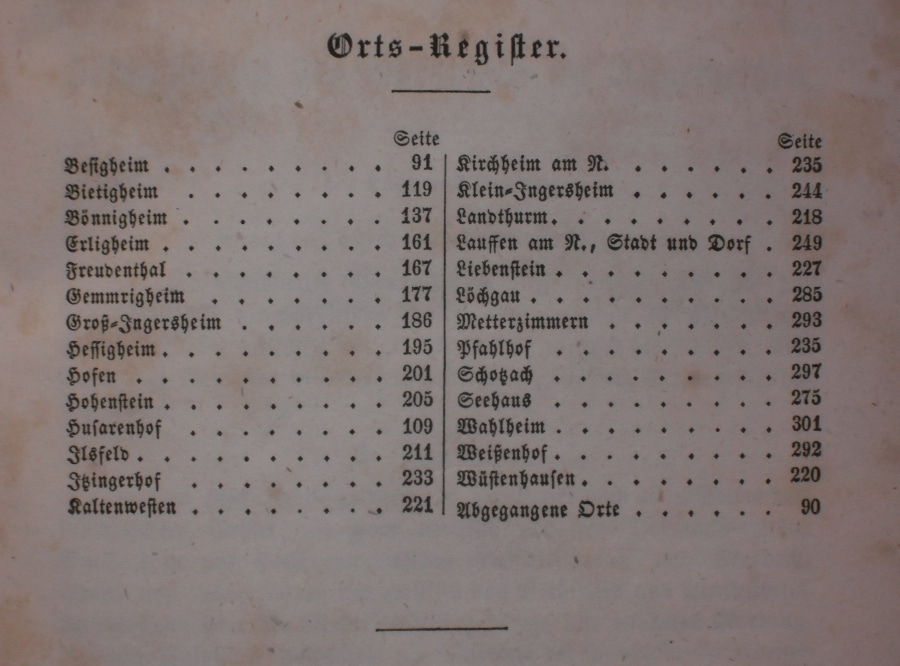 Orts-Register.
Seite
Besigheim . . . . . . . . . 91
Bietigheim . . . . . . . . 119
Bönnigheim . . . . . . . . 137
Erligheim . . . . . . . . . 161
Freudenthal . . . . . . . . 167
Gemmrigheim . . . . . . . 177
Groß-Ingersheim . . . . . . 186
Hessigheim . . . . . . . . . 195
Hofen . . . . . . . . . . 201
Hohenstein . . . . . . . . . 205
Husarenhof . . . . . . . . 109
Ilsfeld . . . . . . . . . . 211
Itzingerhof . . . . . . . . 233
Kaltenwesten . . . . . . . . 221
Seite
Kirchheim am N. . . . . . . 235
Klein-Ingersheim . . . . . . 244
Landthurm . . . . . . . . . 218
Lauffen am N., Stadt und Dorf . 249
Liebenstein . . . . . . . . . 227
Löchgau . . . . . . . . . . 285
Metterzimmern . . . . . . . 293
Pfahlhof . . . . . . . . . 235
Schotzach . . . . . . . . . 297
Seehaus . . . . . . . . . 275
Wahlheim . . . . . . . . . 301
Weißenhof . . . . . . . . . 292
Wüstenhausen . . . . . . . . 220
Abgegangene Orte . . . . . . 90